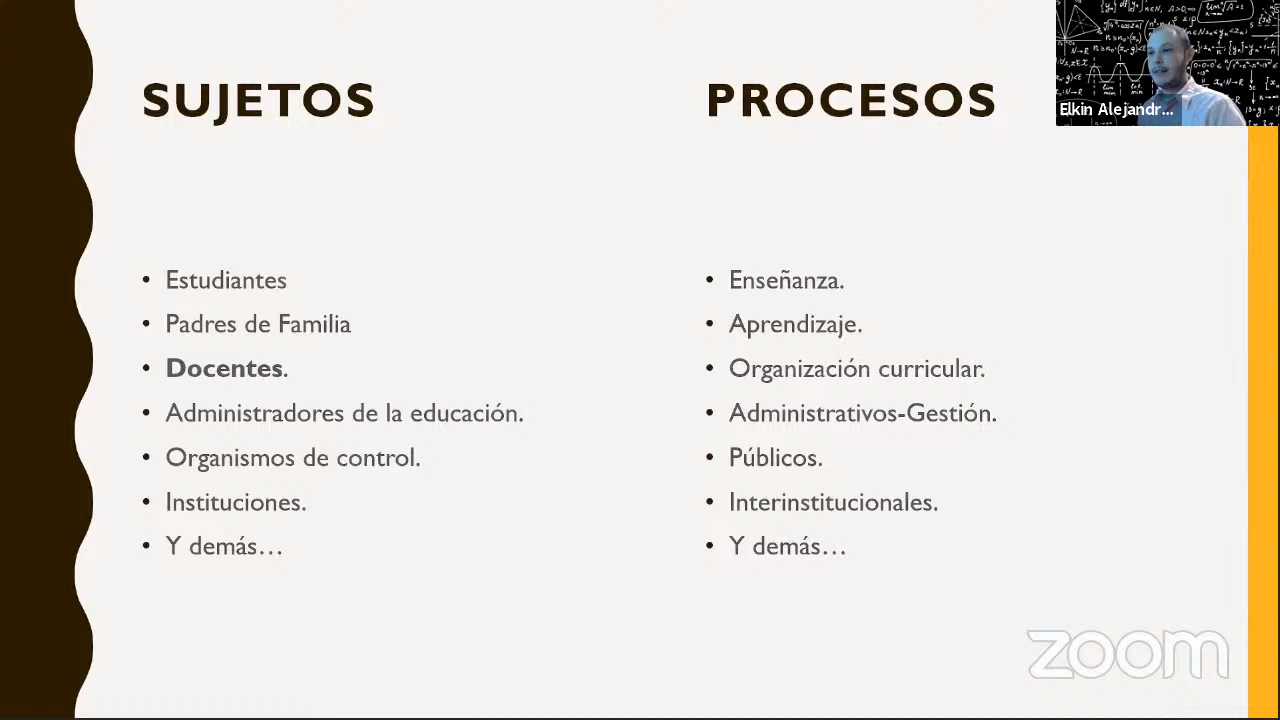 SUJETOS
Estudiantes
Padres de Familia
Docentes.
Administradores de la educación.
Organismos de control.
Instituciones.
Y demás…
PROCESOS
Enseñanza.
Aprendizaje.
Organización curricular.
Administrativos-Gestión.
Públicos.
Interinstitucionales.
Y demás…
Elkin Alejandr...
zoom